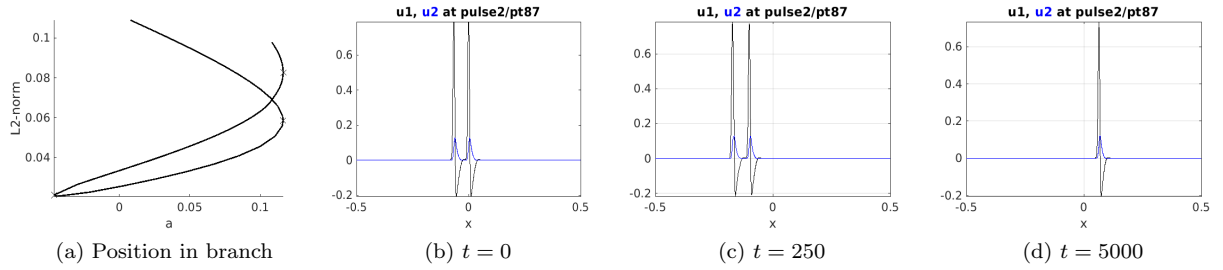 u1, u2 at pulse2/pt87
u1, u2 at pulse2/pt87
u1, u2 at pulse2/pt87
L2-norm
0.1
0.08
0.06
0.04
0
0.05
0.1
a
0.6
0.4
0.2
0
-0.2
-0.5
0
0.5
x
0.6
0.4
0.2
0
-0.2
-0.5
0
0.5
x
0.6
0.4
0.2
0
-0.2
-0.5
0
0.5
x
(a) Position in branch
(b) t = 0
(c) t = 250
(d) t = 5000